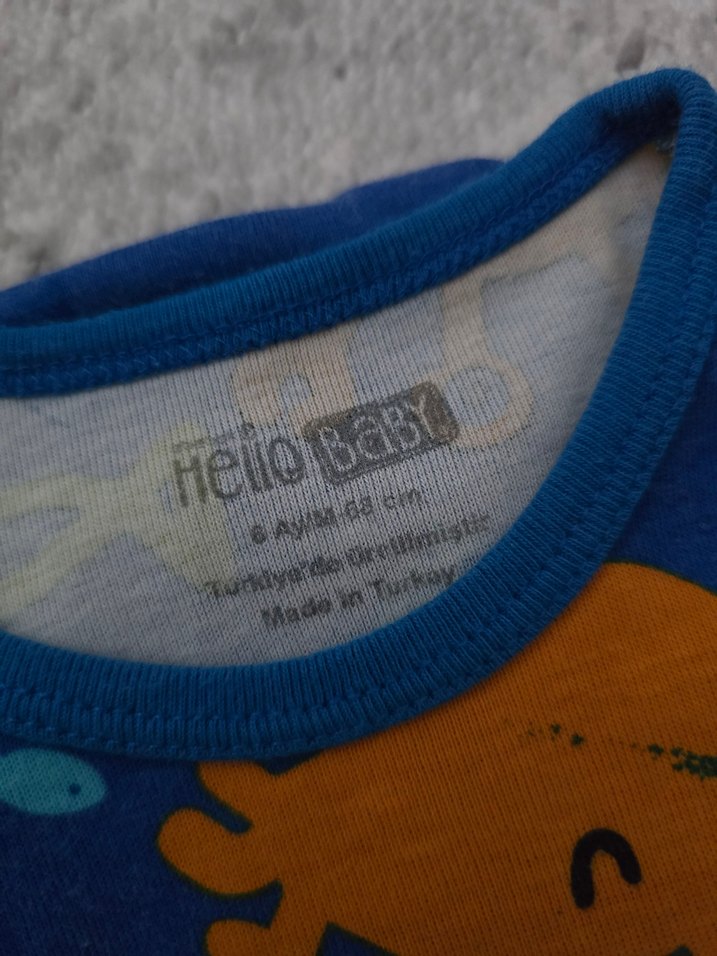 Hello BaBY
6 Ay/M 68 cm
Türkiye'de Üretilmiştir
Made in Turkey